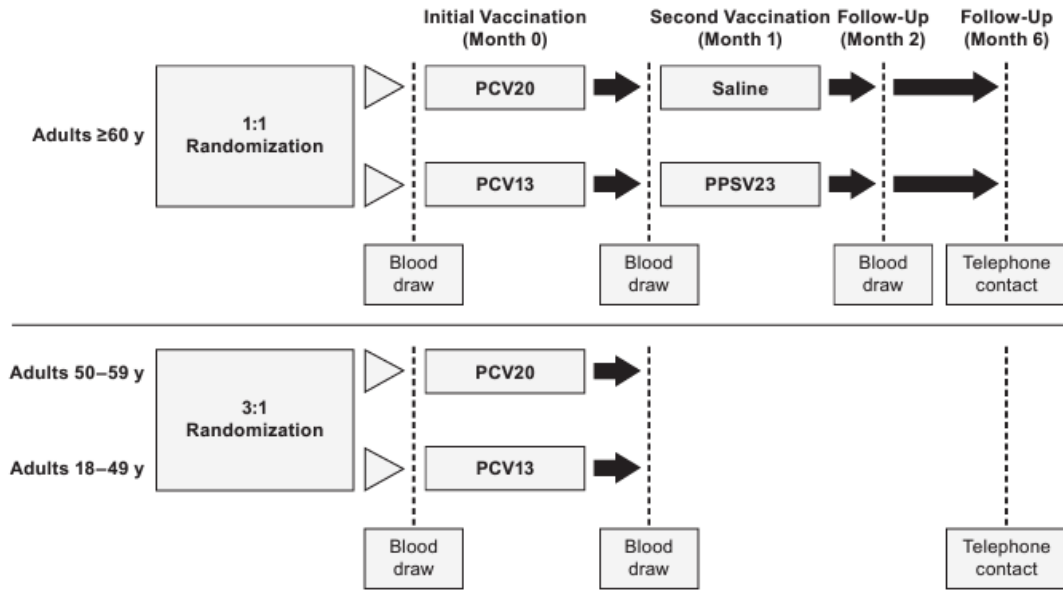 Initial Vaccination
(Month 0)
Second Vaccination
(Month 1)
Follow-Up
(Month 2)
Follow-Up
(Month 6)
Adults ≥60 y
1:1
Randomization
PCV20
Saline
PCV13
PPSV23
Blood
draw
Blood
draw
Blood
draw
Telephone
contact
Adults 50–59 y
Adults 18–49 y
3:1
Randomization
PCV20
PCV13
Blood
draw
Blood
draw
Telephone
contact